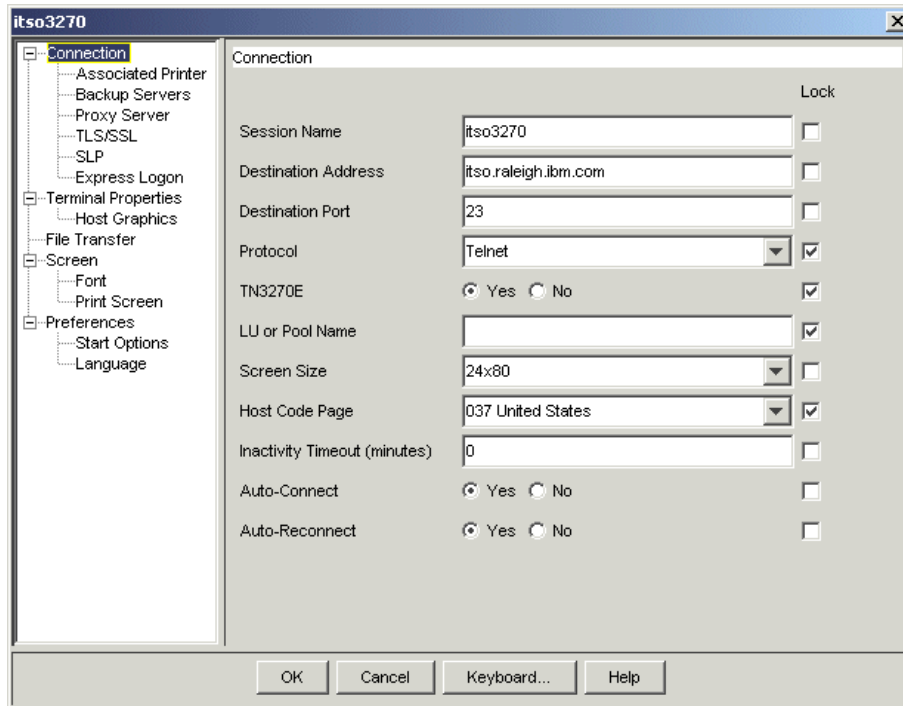 itso3270
Connection
Associated Printer
Backup Servers
Proxy Server
TLS/SSL
SLP
Express Logon
Terminal Properties
Host Graphics
File Transfer
Screen
Font
Print Screen
Preferences
Start Options
Language
Connection
Lock
Session Name itso3270
Destination Address itso.raleigh.ibm.com
Destination Port 23
Protocol Telnet
TN3270E Yes No
LU or Pool Name
Screen Size 24x80
Host Code Page 037 United States
Inactivity Timeout (minutes) 0
Auto-Connect Yes No
Auto-Reconnect Yes No
OK Cancel Keyboard... Help